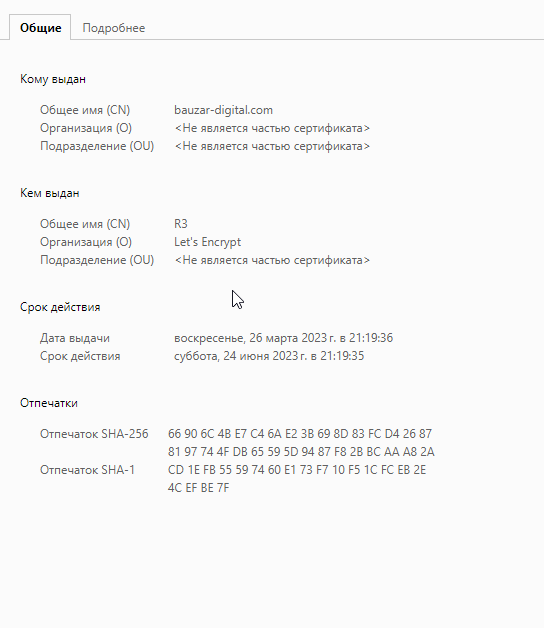 Общие Подробнее
Кому выдан
Общее имя (CN) bauzar-digital.com
Организация (O) <Не является частью сертификата>
Подразделение (OU) <Не является частью сертификата>
Кем выдан
Общее имя (CN) R3
Организация (O) Let's Encrypt
Подразделение (OU) <Не является частью сертификата>
Срок действия
Дата выдачи воскресенье, 26 марта 2023 г. в 21:19:36
Срок действия суббота, 24 июня 2023 г. в 21:19:35
Отпечатки
Отпечаток SHA-256 66 90 6C 4B E7 C4 6A E2 3B 69 8D 83 FC D4 26 87
81 97 74 4F DB 65 59 5D 94 87 F8 2B BC AA A8 2A
Отпечаток SHA-1 CD 1E FB 55 59 74 60 E1 73 F7 10 F5 1C FC EB 2E
4C EF BE 7F